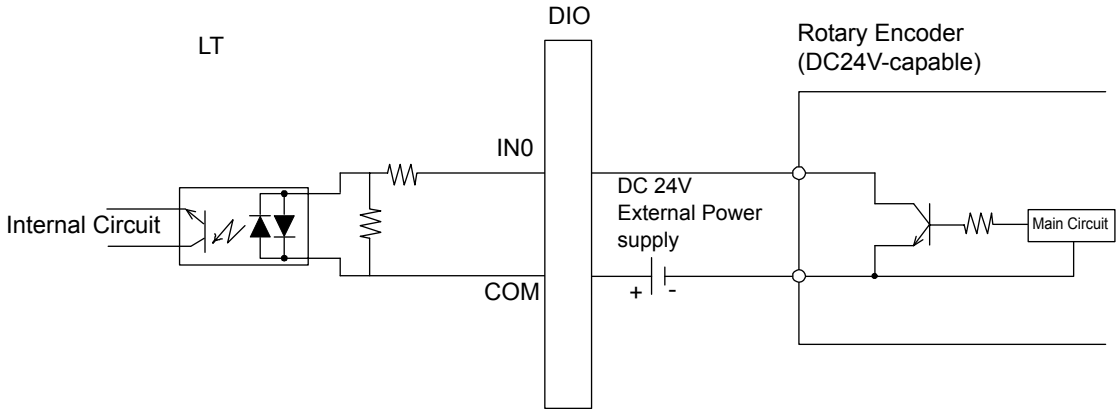 DIO
LT
Rotary Encoder
(DC24V-capable)
IN0
DC 24V
External Power
supply
Internal Circuit
Main Circuit
COM
+ -